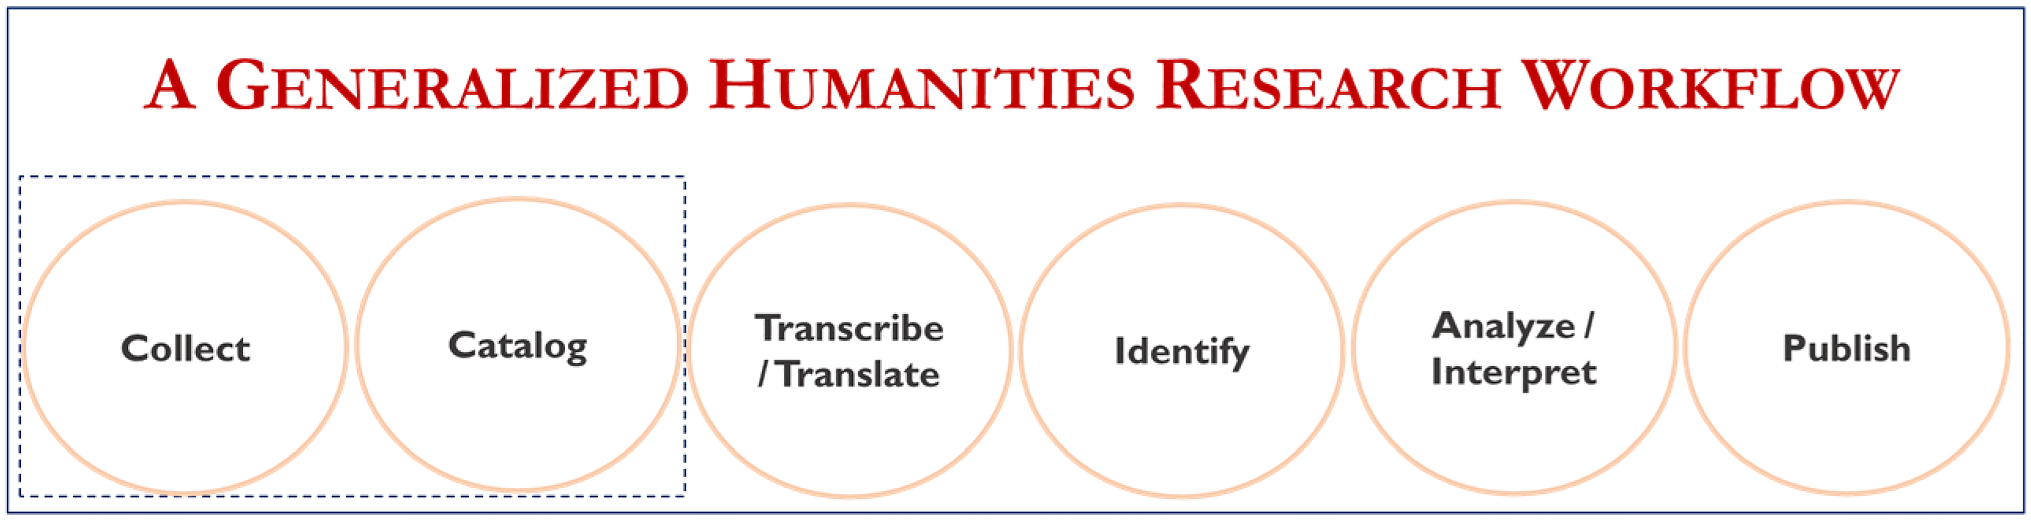 A GENERALIZED HUMANITIES RESEARCH WORKFLOW
Collect
Catalog
Transcribe
/ Translate
Identify
Analyze /
Interpret
Publish